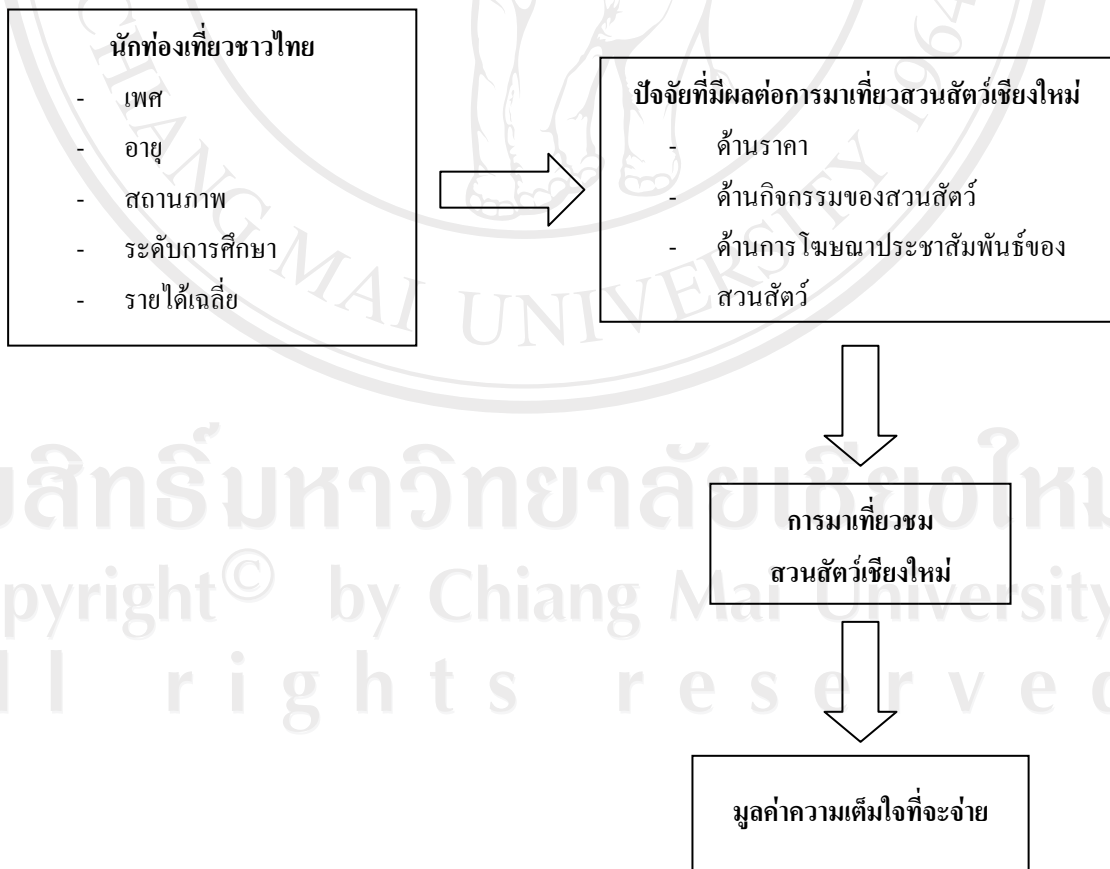 นักท่องเที่ยวชาวไทย
- เพศ
- อายุ
- สถานภาพ
- ระดับการศึกษา
- รายได้เฉลี่ย
ปัจจัยที่มีผลต่อการมาเที่ยวสวนสัตว์เชียงใหม่
- ด้านราคา
- ด้านกิจกรรมของสวนสัตว์
- ด้านการโฆษณาประชาสัมพันธ์ของ
สวนสัตว์
การมาเที่ยวชม
สวนสัตว์เชียงใหม่
มูลค่าความเต็มใจที่จะจ่าย
CHIANG MAI UNIVERSITY 1964
สิทธิ์มหาวิทยาลัยเชียงให
pyright© by Chiang Mai University
ll rights reserved